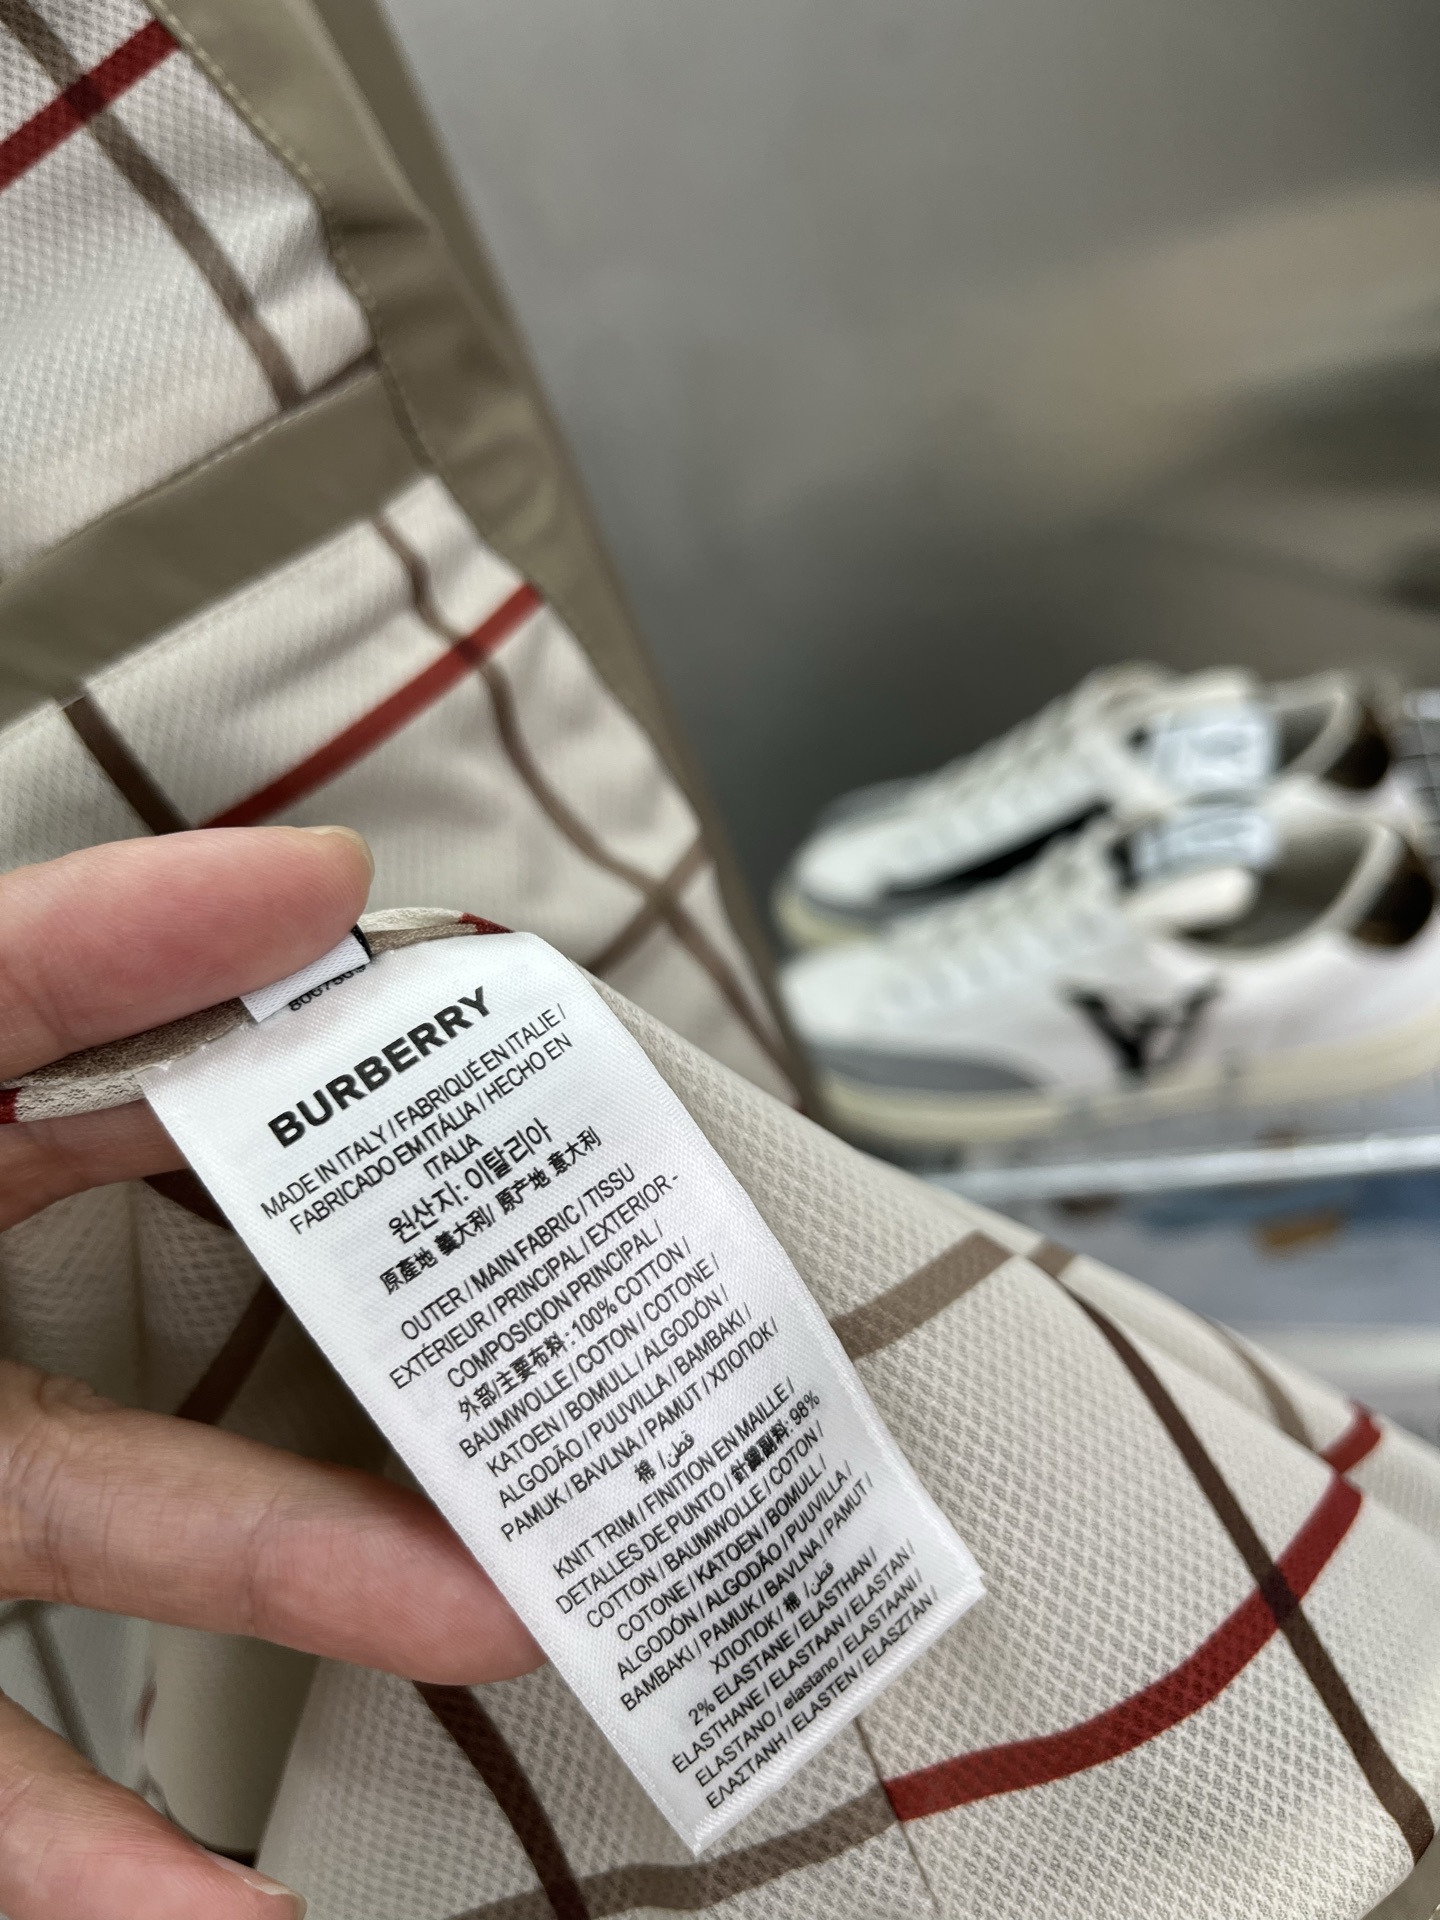 BURBERRY
MADE IN ITALY / FABRIQUÉ EN ITALIE /
FABRICADO EM ITÁLIA / HECHO EN
ITALIA
원산지: 이탈리아
原產地 義大利/ 原产地 意大利
OUTER / MAIN FABRIC / TISSU
EXTÉRIEUR / PRINCIPAL / EXTERIOR -
COMPOSICION PRINCIPAL /
外部/主要布料: 100% COTTON /
BAUMWOLLE / COTON / COTONE /
KATOEN / BOMULL / ALGODÓN /
ALGODÃO / PUUVILLA / BAMBAKI /
PAMUK / BAVLNA / PAMUT / ХЛОПОК /
棉 / قطن
KNIT TRIM / FINITION EN MAILLE /
DETALLES DE PUNTO / 針織副料: 98%
COTTON / BAUMWOLLE / COTON /
COTONE / KATOEN / BOMULL /
ALGODÓN / ALGODÃO / PUUVILLA /
BAMBAKI / PAMUK / BAVLNA / PAMUT /
ХЛОПОК / 棉 / قطن
2% ELASTANE / ELASTHAN /
ÉLASTHANE / ELASTAAN / ELASTAN /
ELASTANO / elastano / ELASTAANI /
ΕΛΑΣΤΑΝΗ / ELASTEN / ELASZTÁN /